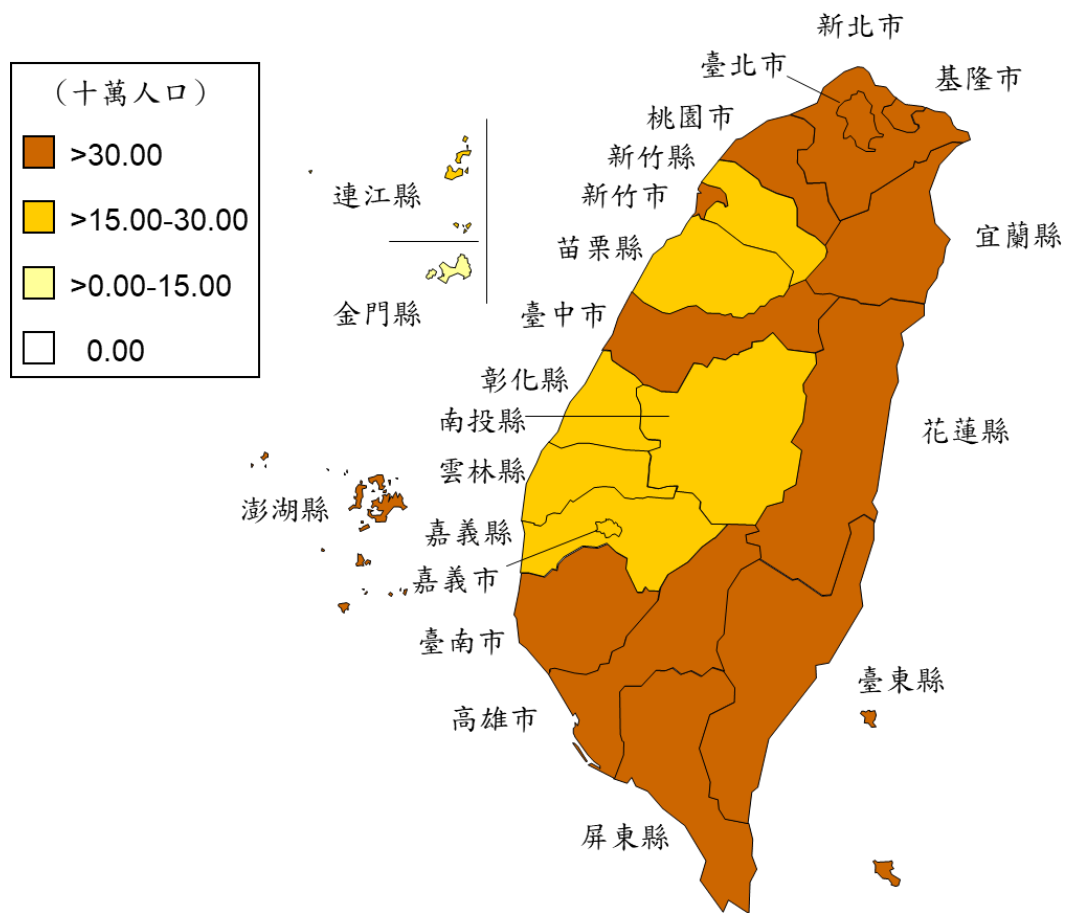 （十萬人口）
>30.00
>15.00-30.00
>0.00-15.00
0.00
新北市
臺北市
基隆市
桃園市
新竹縣
新竹市
連江縣
苗栗縣
宜蘭縣
金門縣
臺中市
彰化縣
南投縣
花蓮縣
雲林縣
澎湖縣
嘉義縣
嘉義市
臺南市
臺東縣
高雄市
屏東縣